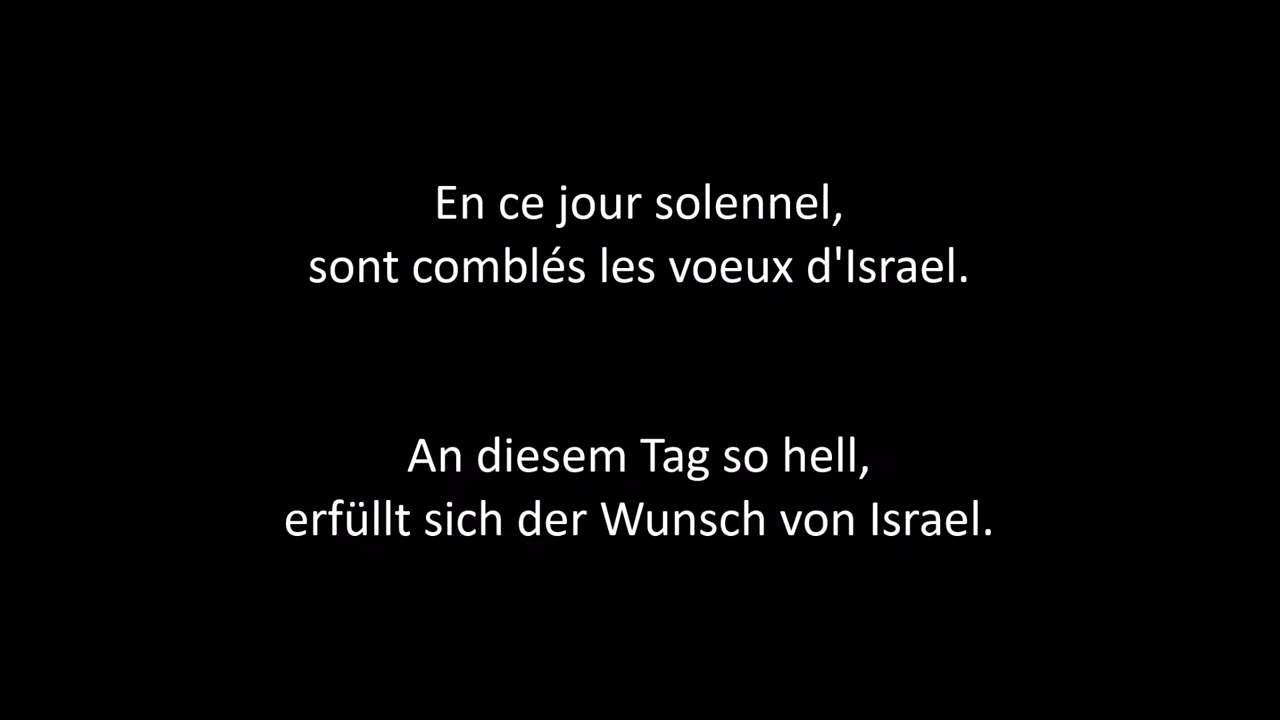 En ce jour solennel,
sont comblés les voeux d'Israel.
An diesem Tag so hell,
erfüllt sich der Wunsch von Israel.